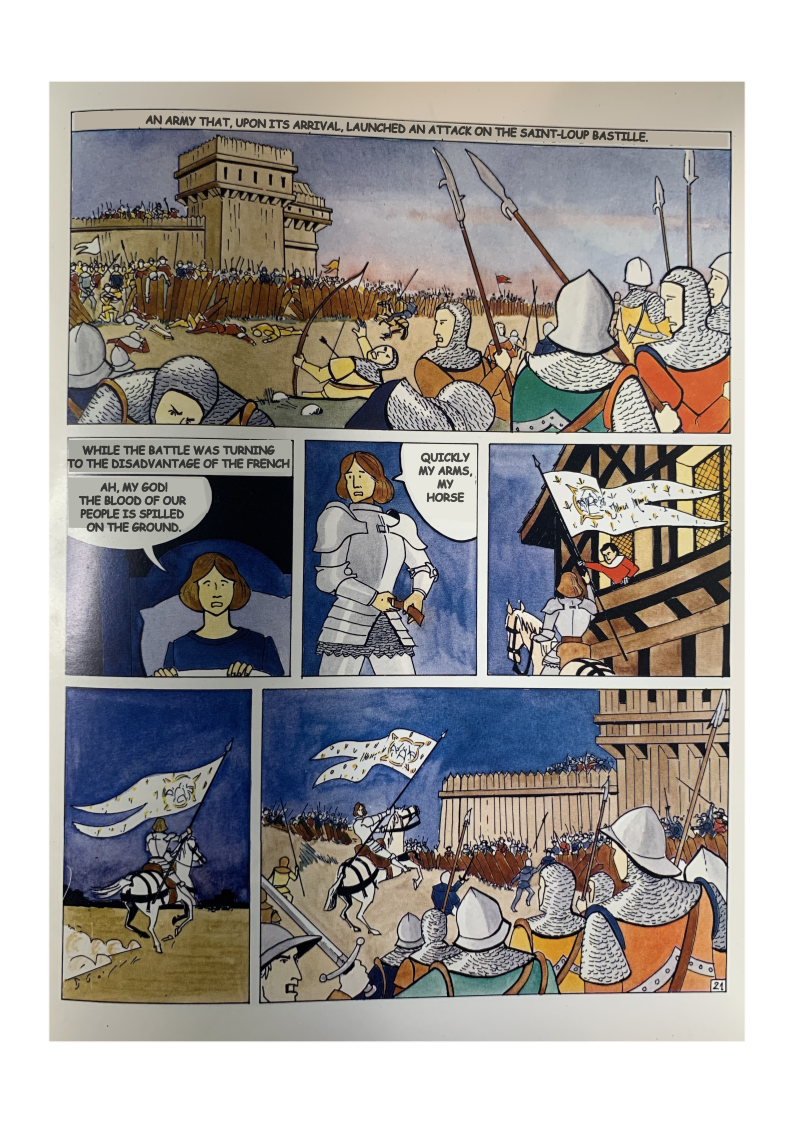 AN ARMY THAT, UPON ITS ARRIVAL, LAUNCHED AN ATTACK ON THE SAINT-LOUP BASTILLE.
WHILE THE BATTLE WAS TURNING
TO THE DISADVANTAGE OF THE FRENCH
AH, MY GOD!
THE BLOOD OF OUR
PEOPLE IS SPILLED
ON THE GROUND.
QUICKLY
MY ARMS,
MY
HORSE
21